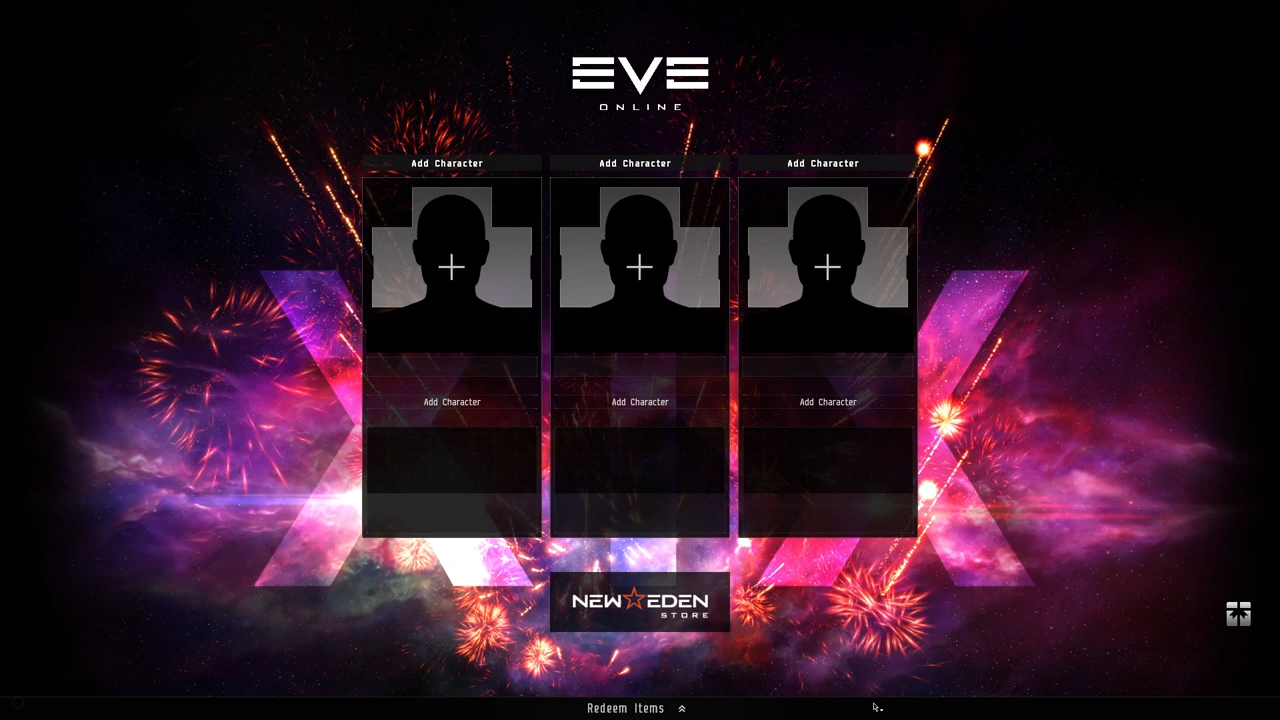 EVE
ONLINE
Add Character
Add Character
Add Character
Add Character
Add Character
Add Character
NEW EDEN
STORE
Redeem Items